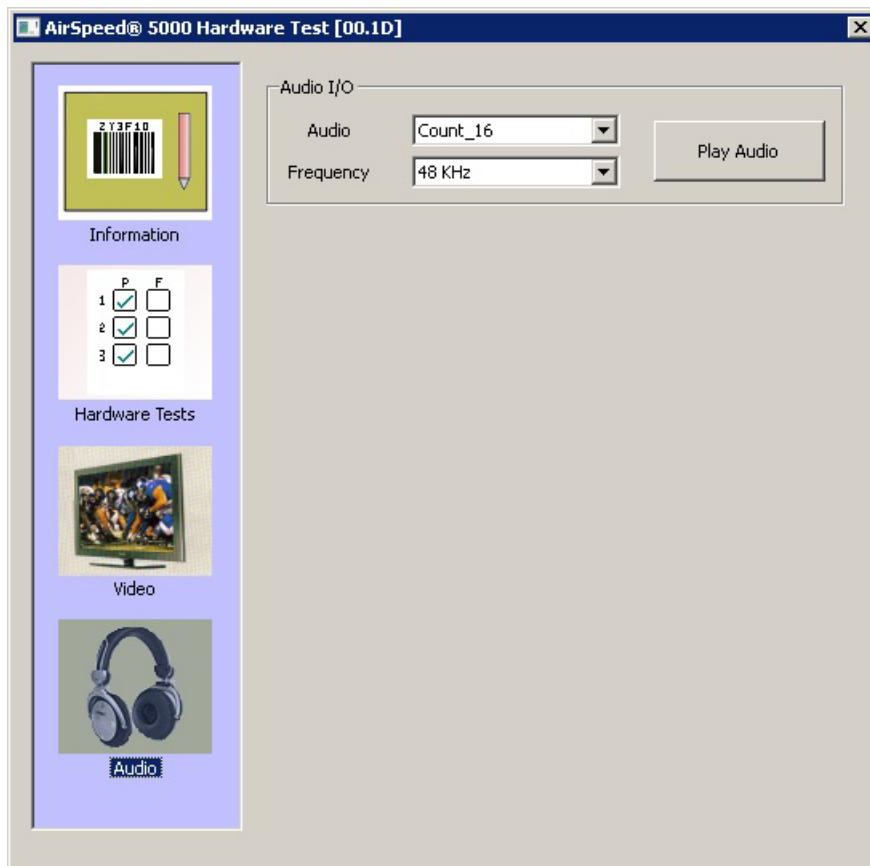 AirSpeed® 5000 Hardware Test [00.1D]
ZY3F10
Information
P F
1
2
3
Hardware Tests
Video
Audio
Audio I/O
Audio Count_16
Frequency 48 KHz
Play Audio